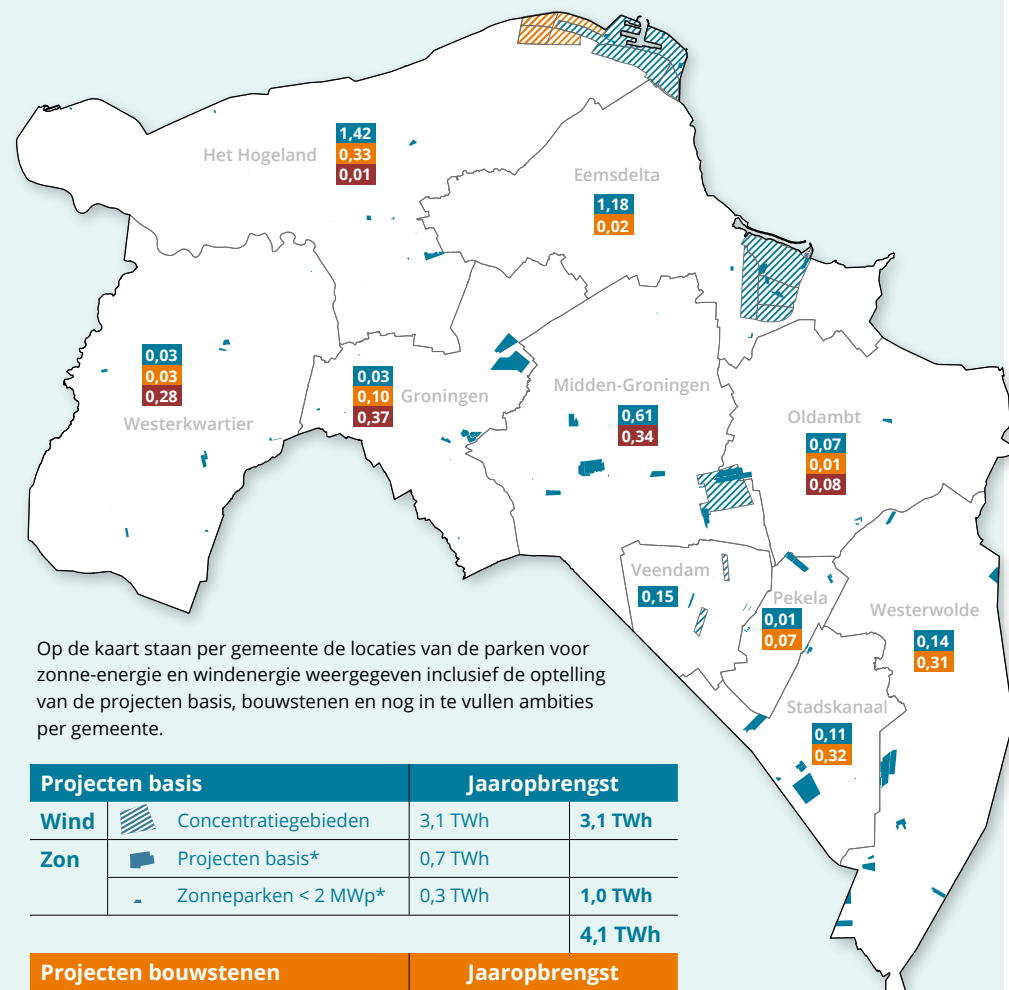 Het Hogeland
1,42
0,33
0,01
Eemsdelta
1,18
0,02
0,03
0,03
0,28
Westerkwartier
0,03
0,10
0,37
Groningen
Midden-Groningen
0,61
0,34
Oldambt
0,07
0,01
0,08
Veendam
0,15
Pekela
0,01
0,07
Westerwolde
0,14
0,31
Stadskanaal
0,11
0,32
Op de kaart staan per gemeente de locaties van de parken voor
zonne-energie en windenergie weergegeven inclusief de optelling
van de projecten basis, bouwstenen en nog in te vullen ambities
per gemeente.
Projecten basis Jaaropbrengst
Wind Concentratiegebieden 3,1 TWh 3,1 TWh
Zon Projecten basis* 0,7 TWh
Zonneparken < 2 MWp* 0,3 TWh 1,0 TWh
4,1 TWh
Projecten bouwstenen Jaaropbrengst